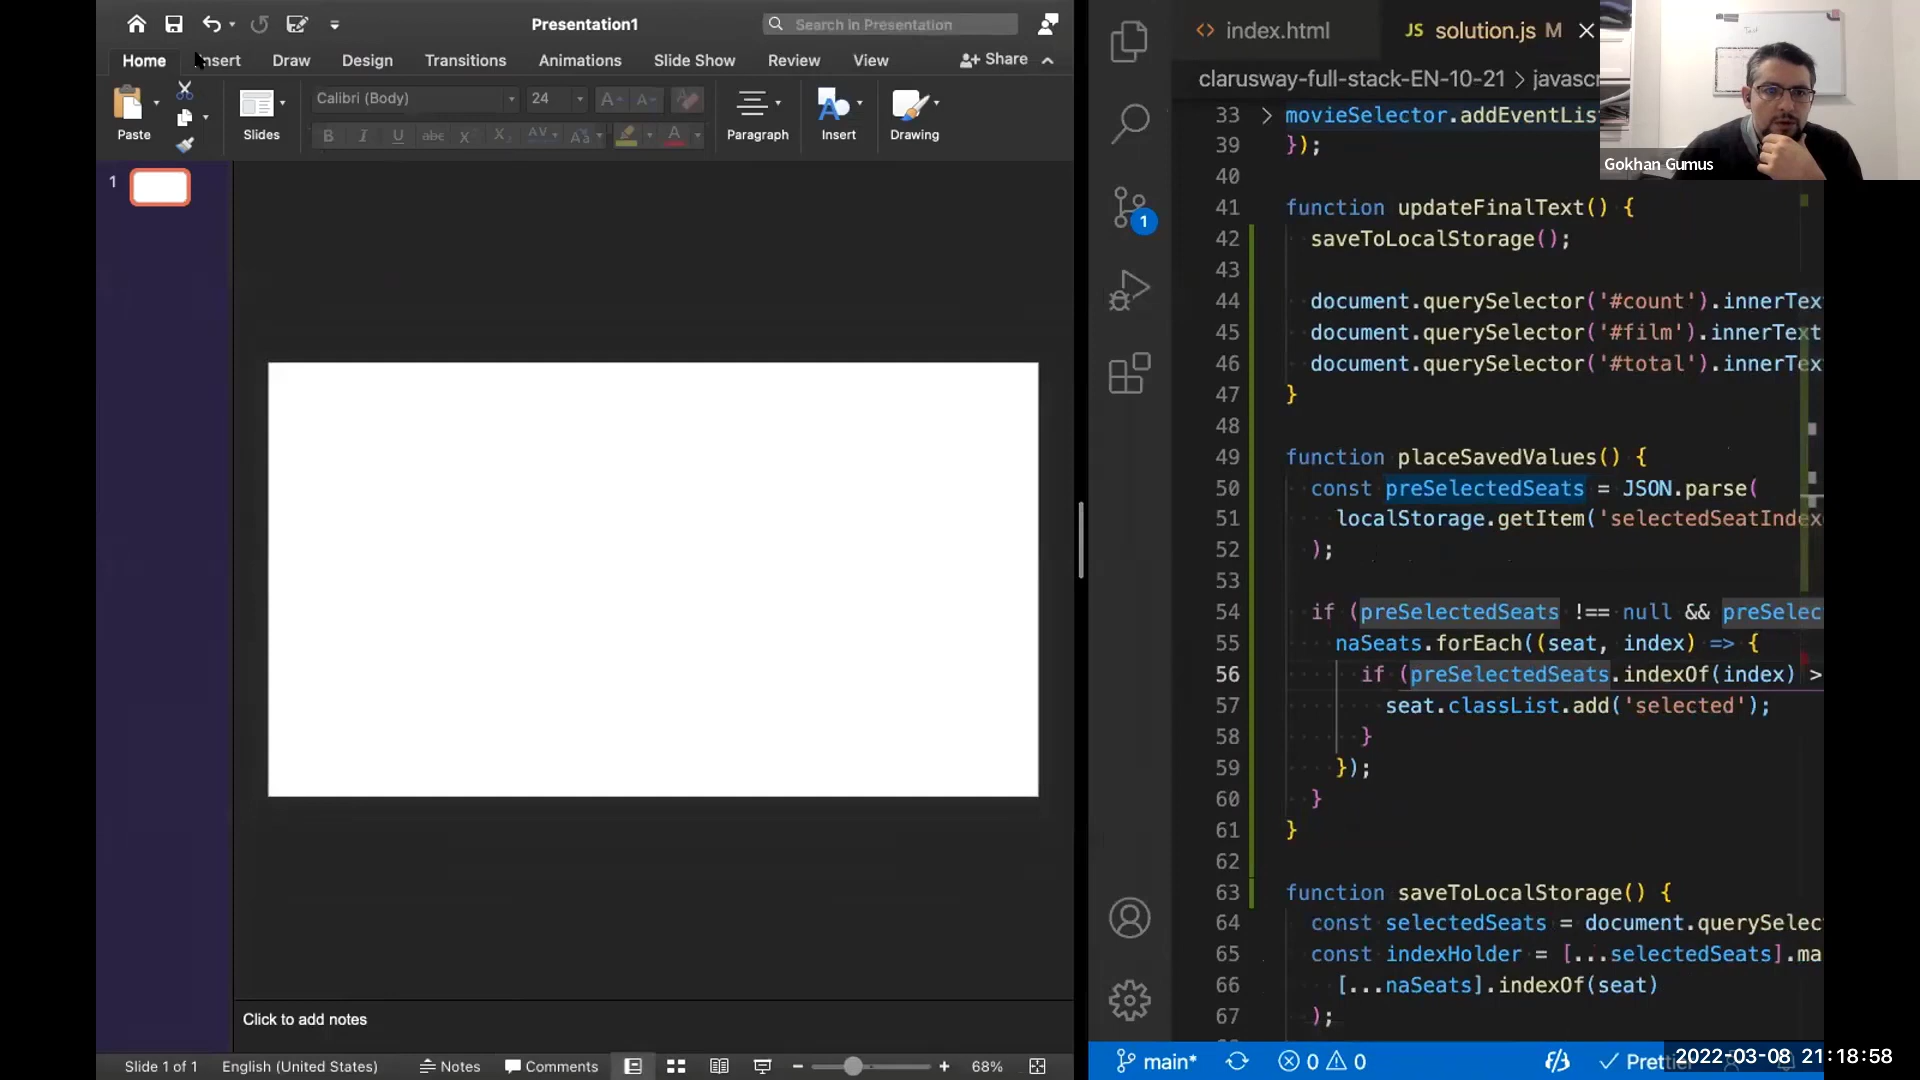 Presentation1
Search in Presentation
Home
Insert
Draw
Design
Transitions
Animations
Slide Show
Review
View
Share
Paste
Slides
Calibri (Body)
24
Paragraph
Insert
Drawing
1
Click to add notes
Slide 1 of 1
English (United States)
Notes
Comments
68%
index.html
JS solution.js M
clarusway-full-stack-EN-10-21 > javasc
1
33 movieSelector.addEventLis
39 });
40
41 function updateFinalText() {
42 saveToLocalStorage();
43
44 document.querySelector('#count').innerTex
45 document.querySelector('#film').innerText
46 document.querySelector('#total').innerTex
47 }
48
49 function placeSavedValues() {
50 const preSelectedSeats = JSON.parse(
51 localStorage.getItem('selectedSeatIndex
52 );
53
54 if (preSelectedSeats !== null && preSelec
55 naSeats.forEach((seat, index) => {
56 if (preSelectedSeats.indexOf(index) >
57 seat.classList.add('selected');
58 }
59 });
60 }
61 }
62
63 function saveToLocalStorage() {
64 const selectedSeats = document.querySelec
65 const indexHolder = [...selectedSeats].ma
66 [...naSeats].indexOf(seat)
67 );
main*
0 0
Prett
Gokhan Gumus
2022-03-08 21:18:58